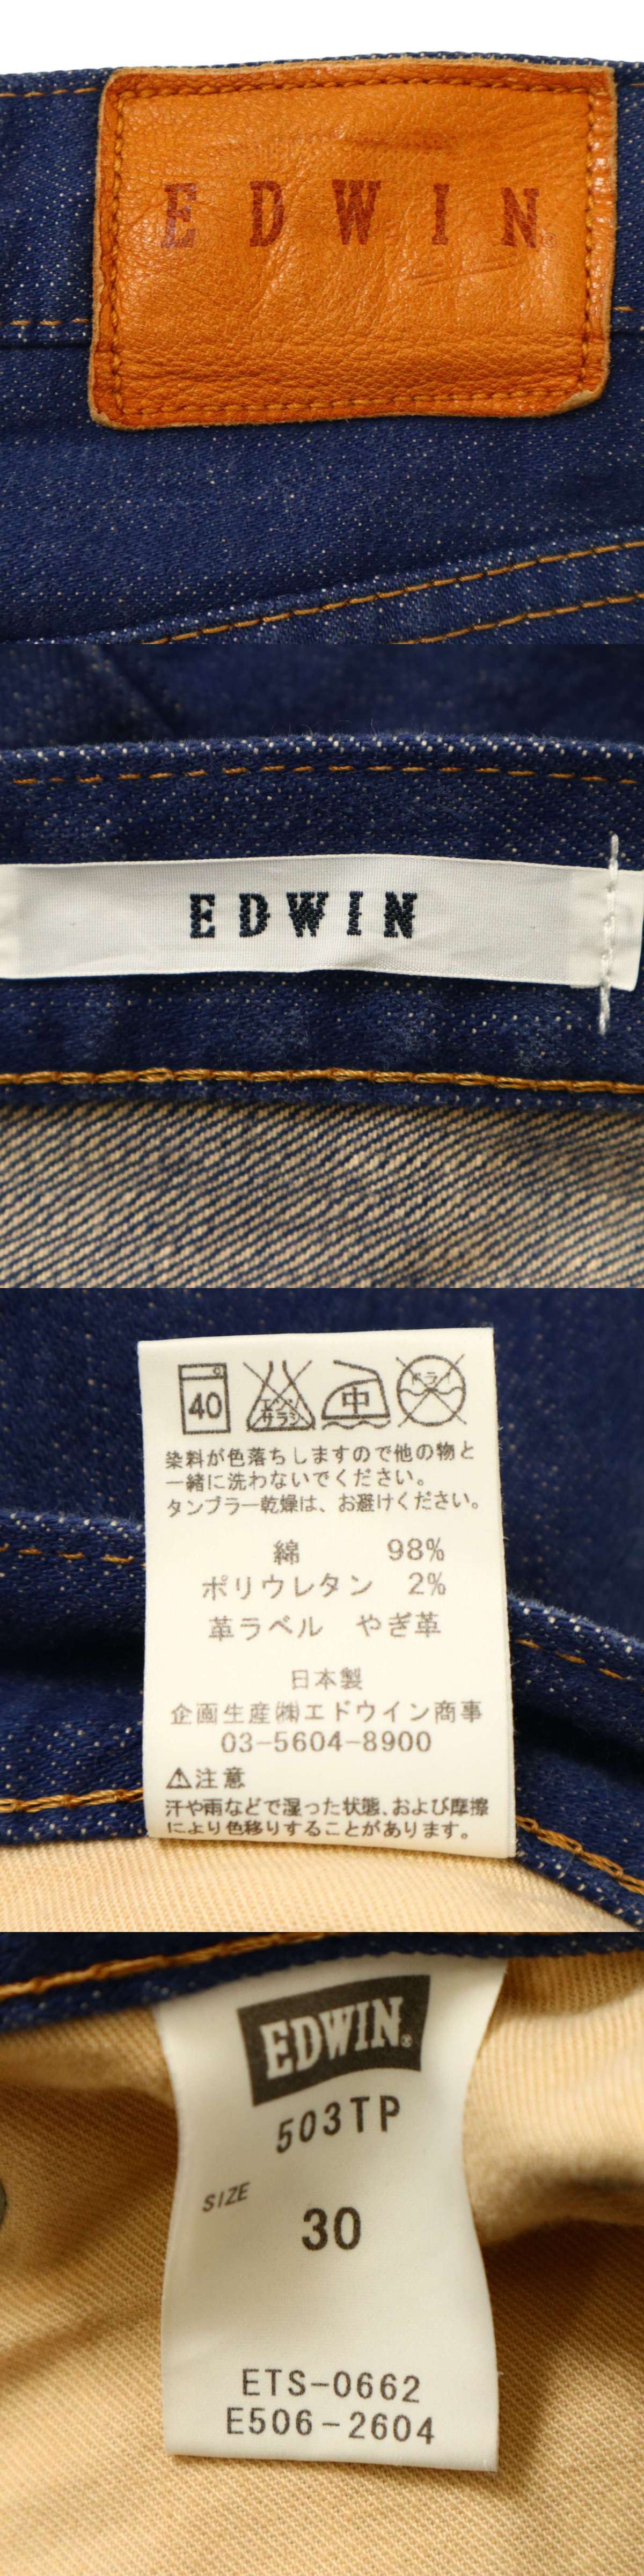 EDWIN®
EDWIN
40
エンソ
サラシ
中
ドライ
染料が色落ちしますので他の物と
一緒に洗わないでください。
タンブラー乾燥は、お避けください。
綿 98%
ポリウレタン 2%
革ラベル やぎ革
日本製
企画生産㈱エドウイン商事
03-5604-8900
⚠注意
汗や雨などで湿った状態、および摩擦
により色移りすることがあります。
EDWIN®
503TP
SIZE
30
ETS-0662
E506-2604